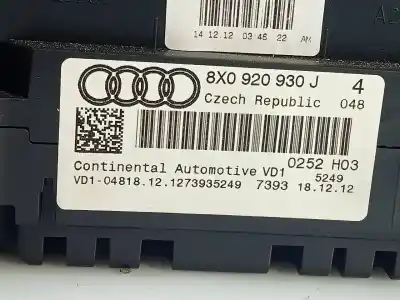 14.12.12 03:46 22 AM
8X0 920 930 J 4
Czech Republic 048
0252 H03
Continental Automotive VD1 5249
VD1-04818.12.1273935249 7393 18.12.12